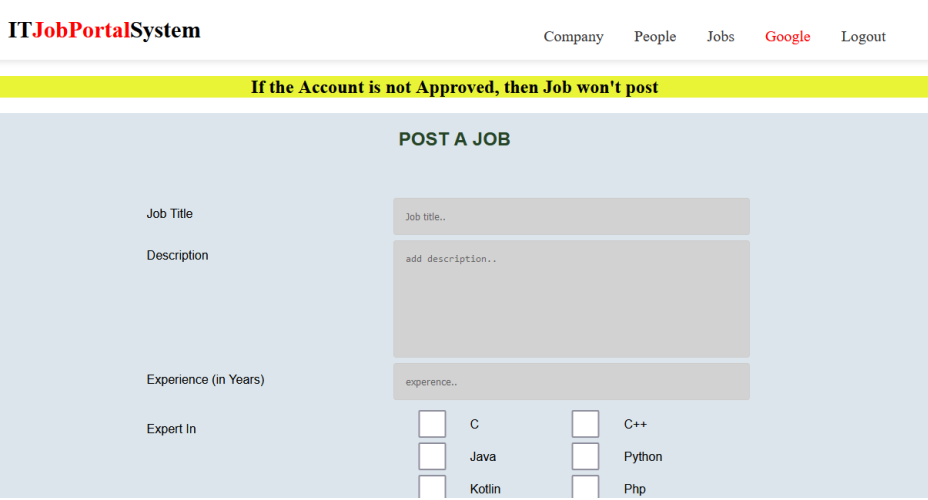 ITJobPortalSystem
Company People Jobs Google Logout
If the Account is not Approved, then Job won't post
POST A JOB
Job Title
Job title..
Description
add description..
Experience (in Years)
experence..
Expert In
C C++
Java Python
Kotlin Php